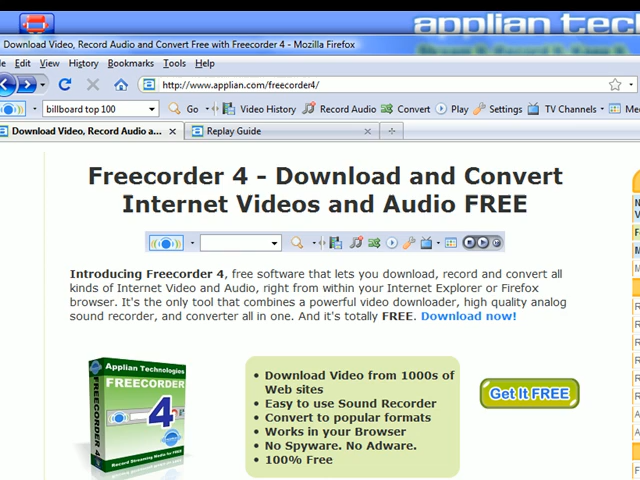 applian tec
Download Video, Record Audio and Convert Free with Freecorder 4 - Mozilla Firefox
Edit View History Bookmarks Tools Help
http://www.applian.com/freecorder4/
billboard top 100 Go Video History Record Audio Convert Play Settings TV Channels
Download Video, Record Audio a... Replay Guide
Freecorder 4 - Download and Convert
Internet Videos and Audio FREE
Introducing Freecorder 4, free software that lets you download, record and convert all
kinds of Internet Video and Audio, right from within your Internet Explorer or Firefox
browser. It's the only tool that combines a powerful video downloader, high quality analog
sound recorder, and converter all in one. And it's totally FREE. Download now!
Applian Technologies
FREECORDER
4
FREECORDER 4
Record Streaming Media for FREE!
Download Video from 1000s of
Web sites
Easy to use Sound Recorder
Convert to popular formats
Works in your Browser
No Spyware. No Adware.
100% Free
Get It FREE